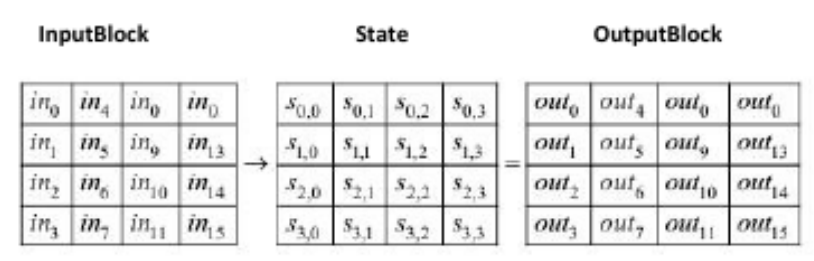 InputBlock State OutputBlock
in₀ in₄ in₀ in₀ s₀,₀ s₀,₁ s₀,₂ s₀,₃ out₀ out₄ out₀ out₀
in₁ in₅ in₉ in₁₃ → s₁,₀ s₁,₁ s₁,₂ s₁,₃ = out₁ out₅ out₉ out₁₃
in₂ in₆ in₁₀ in₁₄ s₂,₀ s₂,₁ s₂,₂ s₂,₃ out₂ out₆ out₁₀ out₁₄
in₃ in₇ in₁₁ in₁₅ s₃,₀ s₃,₁ s₃,₂ s₃,₃ out₃ out₇ out₁₁ out₁₅